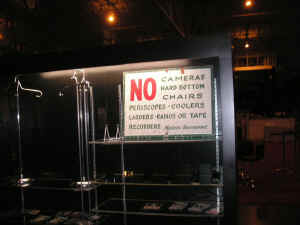 NO CAMERAS
HARD BOTTOM
CHAIRS
PERISCOPES - COOLERS
LADDERS - RADIOS OR TAPE
RECORDERS